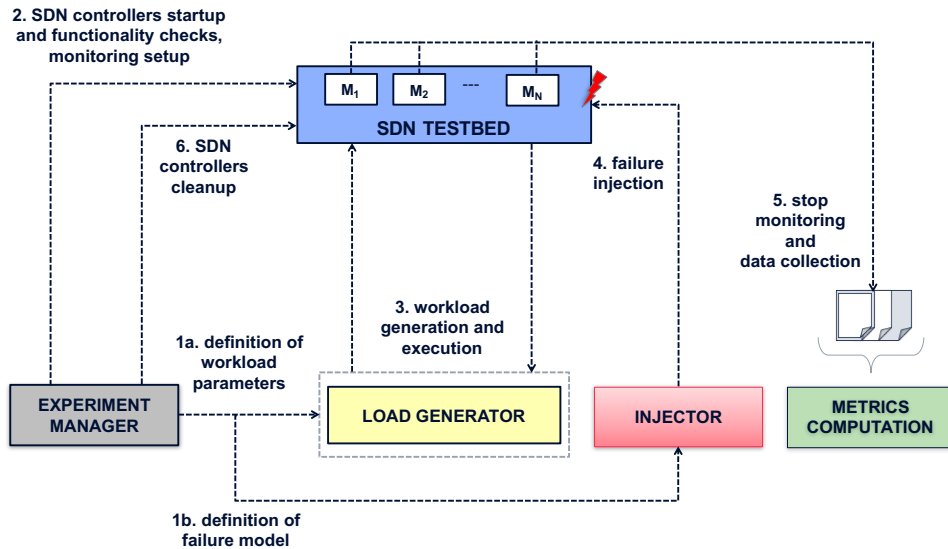 2. SDN controllers startup
and functionality checks,
monitoring setup
M1
M2
---
MN
SDN TESTBED
6. SDN
controllers
cleanup
4. failure
injection
5. stop
monitoring
and
data collection
3. workload
generation and
execution
1a. definition of
workload
parameters
EXPERIMENT
MANAGER
LOAD GENERATOR
INJECTOR
METRICS
COMPUTATION
1b. definition of
failure model